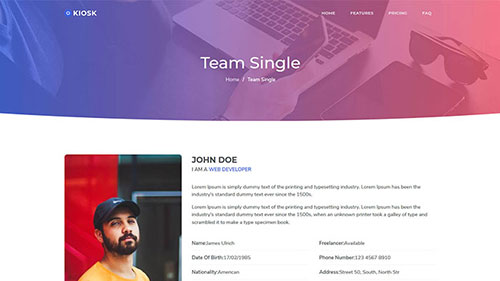 KIOSK
HOME FEATURES PRICING FAQ
Team Single
Home / Team Single
JOHN DOE
I AM A WEB DEVELOPER
Lorem Ipsum is simply dummy text of the printing and typesetting industry. Lorem Ipsum has been the
industry's standard dummy text ever since the 1500s,
Lorem Ipsum is simply dummy text of the printing and typesetting industry. Lorem Ipsum has been the
industry's standard dummy text ever since the 1500s, when an unknown printer took a galley of type and
scrambled it to make a type specimen book.
Name:James Ulrich Freelancer:Available
Date Of Birth:17/02/1985 Phone Number:123 4567 8910
Nationality:American Address:Street 50, South, North Str